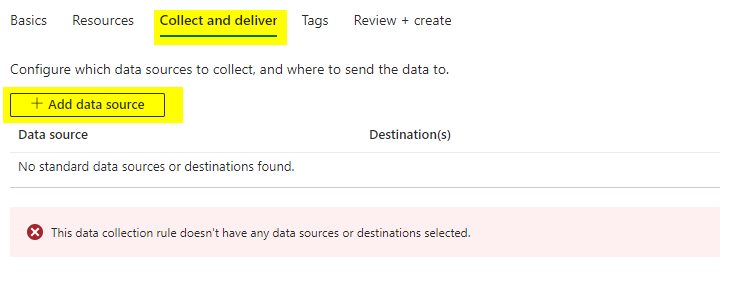 Basics Resources Collect and deliver Tags Review + create
Configure which data sources to collect, and where to send the data to.
+ Add data source
Data source Destination(s)
No standard data sources or destinations found.
This data collection rule doesn't have any data sources or destinations selected.